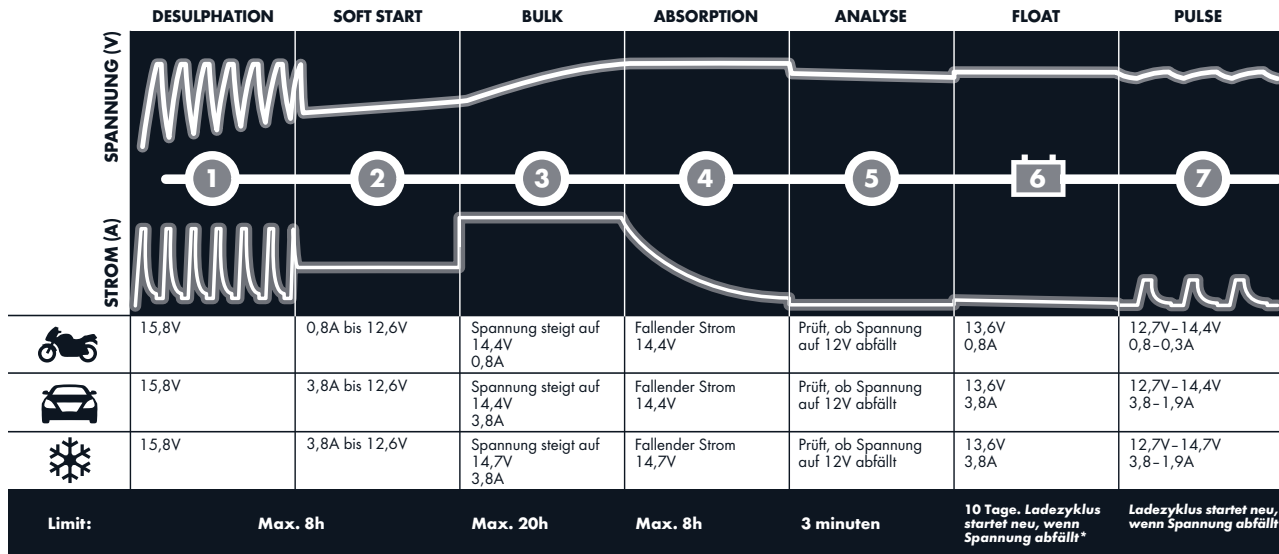 DESULPHATION SOFT START BULK ABSORPTION ANALYSE FLOAT PULSE
SPANNUNG (V)
1 2 3 4 5 6 7
STROM (A)
15,8V
0,8A bis 12,6V
Spannung steigt auf
14,4V
0,8A
Fallender Strom
14,4V
Prüft, ob Spannung
auf 12V abfällt
13,6V
0,8A
12,7V–14,4V
0,8–0,3A
15,8V
3,8A bis 12,6V
Spannung steigt auf
14,4V
3,8A
Fallender Strom
14,4V
Prüft, ob Spannung
auf 12V abfällt
13,6V
3,8A
12,7V–14,4V
3,8–1,9A
15,8V
3,8A bis 12,6V
Spannung steigt auf
14,7V
3,8A
Fallender Strom
14,7V
Prüft, ob Spannung
auf 12V abfällt
13,6V
3,8A
12,7V–14,7V
3,8–1,9A
Limit:
Max. 8h
Max. 20h
Max. 8h
3 minuten
10 Tage. Ladezyklus
startet neu, wenn
Spannung abfällt*
Ladezyklus startet neu,
wenn Spannung abfällt